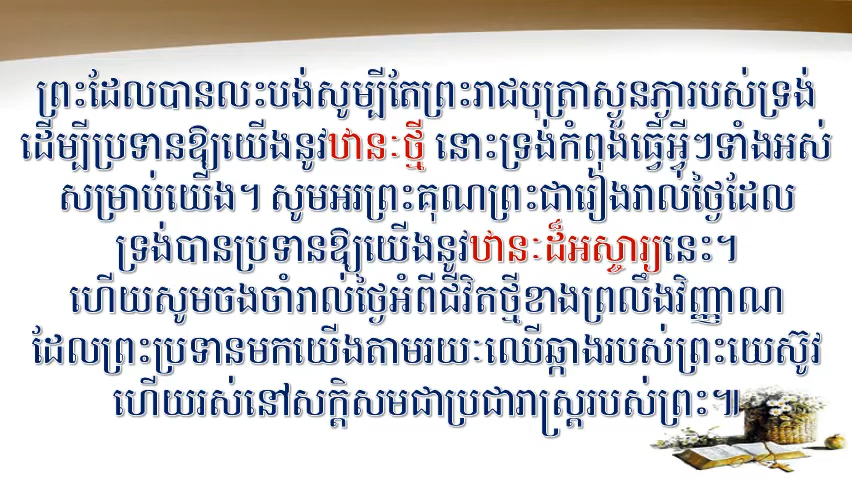 ព្រះដែលបានលះបង់សូម្បីតែព្រះរាជបុត្រាស្ងួនភ្ងារបស់ទ្រង់
ដើម្បីប្រទានឱ្យយើងនូវឋានៈថ្មី នោះទ្រង់កំពុងធ្វើអ្វីៗទាំងអស់
សម្រាប់យើង។ សូមអរព្រះគុណព្រះជារៀងរាល់ថ្ងៃដែល
ទ្រង់បានប្រទានឱ្យយើងនូវឋានៈដ៏អស្ចារ្យនេះ។
ហើយសូមចងចាំរាល់ថ្ងៃអំពីជីវិតថ្មីខាងព្រលឹងវិញ្ញាណ
ដែលព្រះប្រទានមកយើងតាមរយៈឈើឆ្កាងរបស់ព្រះយេស៊ូវ
ហើយរស់នៅសក្ដិសមជាប្រជារាស្ត្ររបស់ព្រះ៕